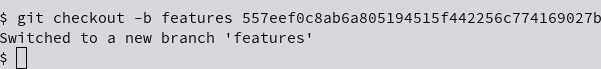 $ git checkout -b features 557eef0c8ab6a805194515f442256c774169027b
Switched to a new branch 'features'
$